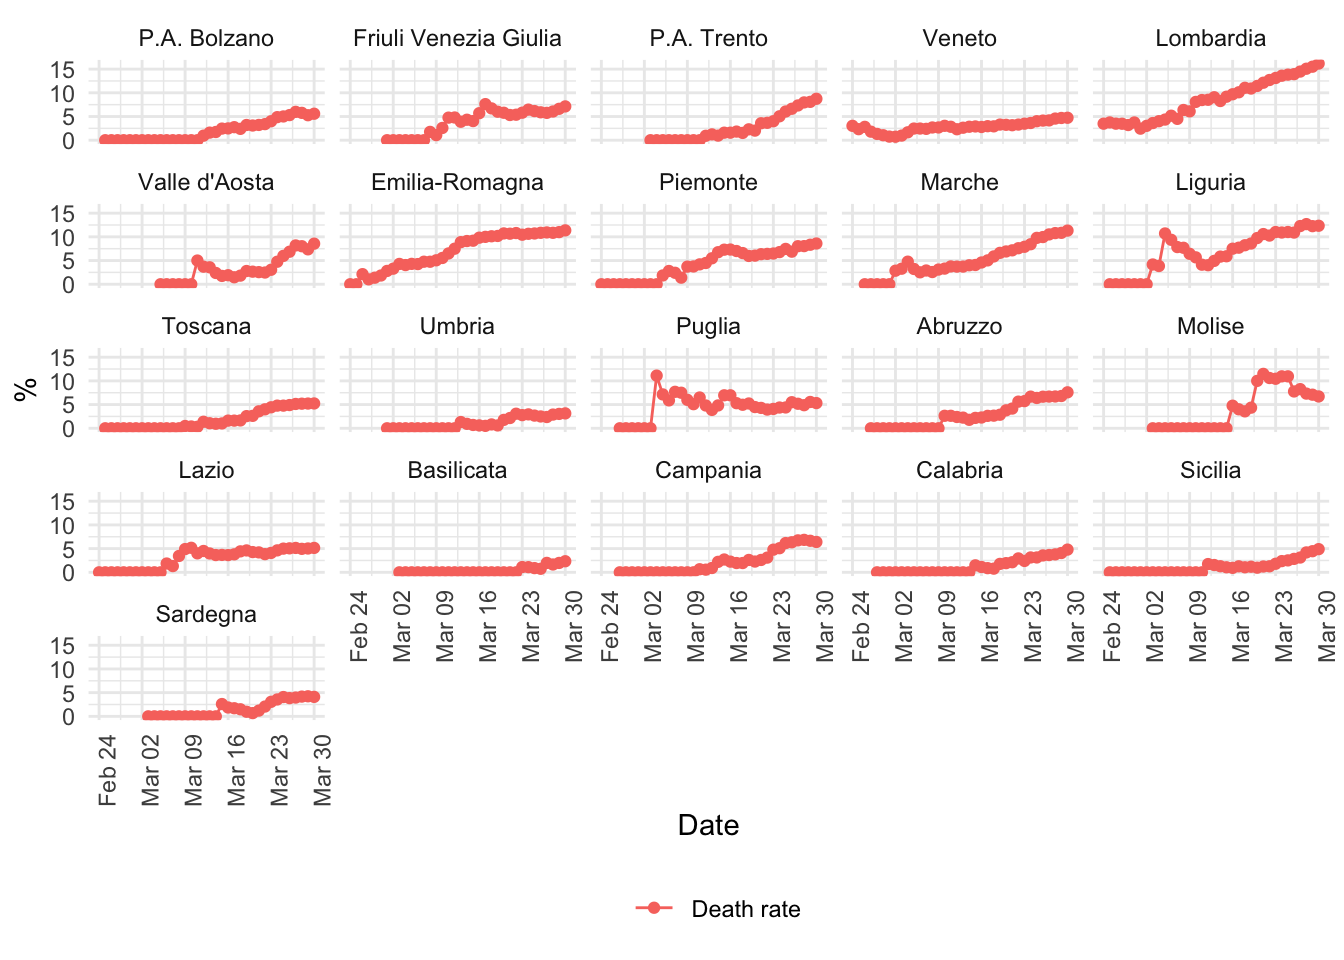 P.A. Bolzano Friuli Venezia Giulia P.A. Trento Veneto Lombardia
15
10
5
0
Valle d'Aosta Emilia-Romagna Piemonte Marche Liguria
15
10
5
0
Toscana Umbria Puglia Abruzzo Molise
15
10
5
0
%
Lazio Basilicata Campania Calabria Sicilia
15
10
5
0
Feb 24 Mar 02 Mar 09 Mar 16 Mar 23 Mar 30 Feb 24 Mar 02 Mar 09 Mar 16 Mar 23 Mar 30 Feb 24 Mar 02 Mar 09 Mar 16 Mar 23 Mar 30 Feb 24 Mar 02 Mar 09 Mar 16 Mar 23 Mar 30
Sardegna
15
10
5
0
Feb 24 Mar 02 Mar 09 Mar 16 Mar 23 Mar 30
Date
Death rate